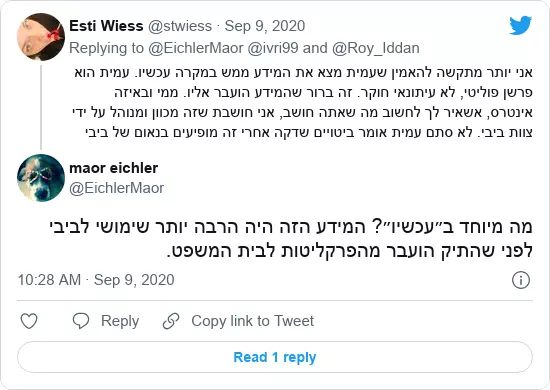 Esti Wiess @stwiess · Sep 9, 2020
Replying to @EichlerMaor @ivri99 and @Roy_Iddan
אני יותר מתקשה להאמין שעמית מצא את המידע ממש במקרה עכשיו. עמית הוא
פרשן פוליטי, לא עיתונאי חוקר. זה ברור שהמידע הועבר אליו. ממי ובאיזה
אינטרס, אשאיר לך לחשוב מה שאתה חושב, אני חושבת שזה מכוון ומנוהל על ידי
צוות ביבי. לא סתם עמית אומר ביטויים שדקה אחרי זה מופיעים בנאום של ביבי
maor eichler
@EichlerMaor
מה מיוחד ב״עכשיו״? המידע הזה היה הרבה יותר שימושי לביבי
לפני שהתיק הועבר מהפרקליטות לבית המשפט.
10:28 AM · Sep 9, 2020
Reply Copy link to Tweet
Read 1 reply